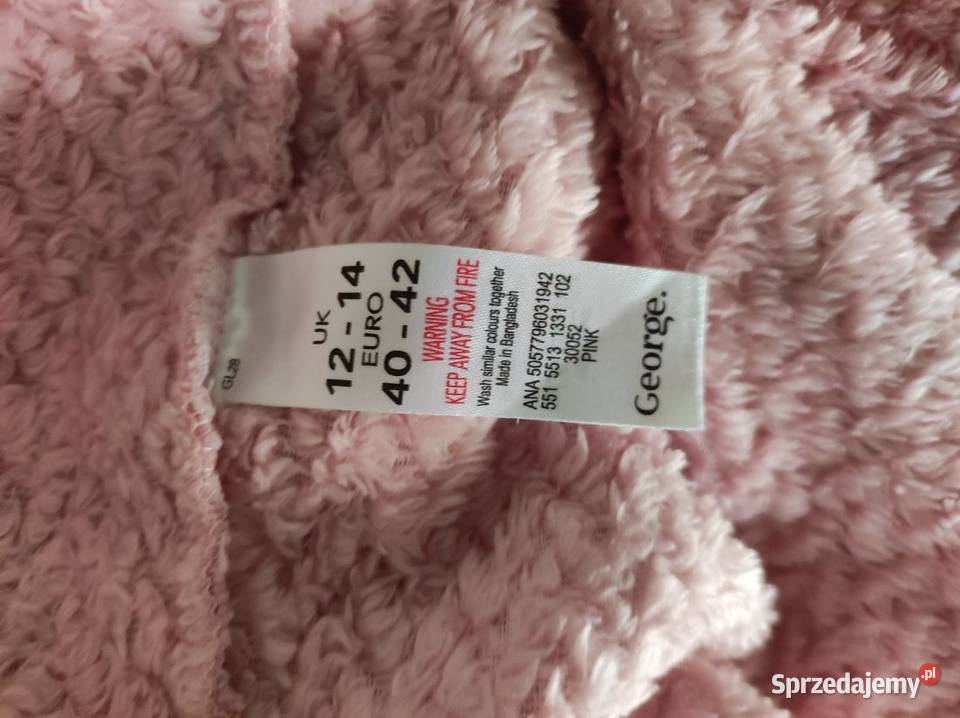 GL28
UK
12 - 14
EURO
40 - 42
WARNING
KEEP AWAY FROM FIRE
Wash similar colours together
Made in Bangladesh
ANA 5057796031942
551 5513 1331 102
30052
PINK
George.
Sprzedajemy.pl